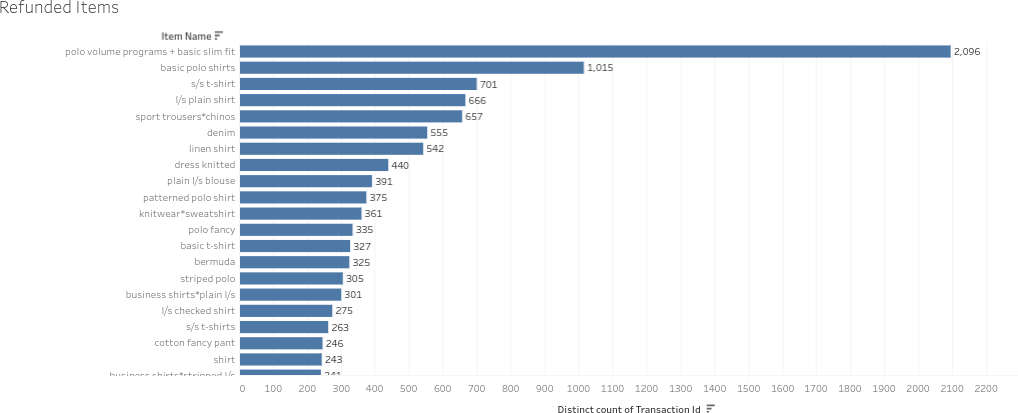 Refunded Items
Item Name
polo volume programs + basic slim fit 2,096
basic polo shirts 1,015
s/s t-shirt 701
l/s plain shirt 666
sport trousers*chinos 657
denim 555
linen shirt 542
dress knitted 440
plain l/s blouse 391
patterned polo shirt 375
knitwear*sweatshirt 361
polo fancy 335
basic t-shirt 327
bermuda 325
striped polo 305
business shirts*plain l/s 301
l/s checked shirt 275
s/s t-shirts 263
cotton fancy pant 246
shirt 243
business shirts*stripped l/s 241
0 100 200 300 400 500 600 700 800 900 1000 1100 1200 1300 1400 1500 1600 1700 1800 1900 2000 2100 2200
Distinct count of Transaction Id